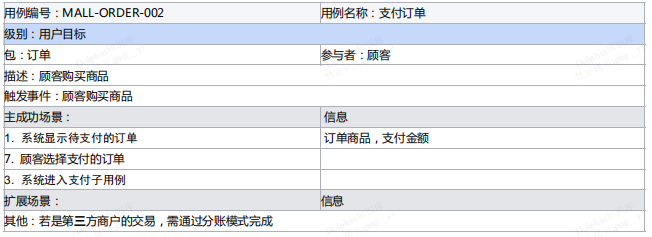 用例编号：MALL-ORDER-002 用例名称：支付订单
级别：用户目标
包：订单 参与者：顾客
描述：顾客购买商品
触发事件：顾客购买商品
主成功场景： 信息
1. 系统显示待支付的订单 订单商品，支付金额
7. 顾客选择支付的订单
3. 系统进入支付子用例
扩展场景： 信息
其他：若是第三方商户的交易，需通过分账模式完成